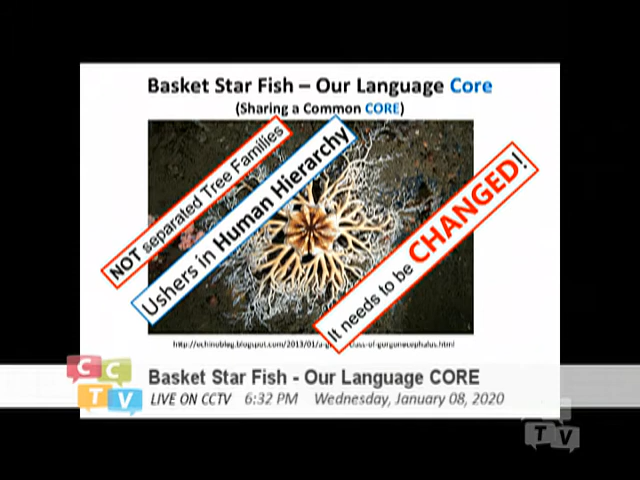 Basket Star Fish – Our Language Core
(Sharing a Common CORE)
NOT separated Tree Families
Ushers in Human Hierarchy
It needs to be CHANGED!
Basket Star Fish - Our Language CORE
LIVE ON CCTV 6:32 PM Wednesday, January 08, 2020
CC
TV
TV